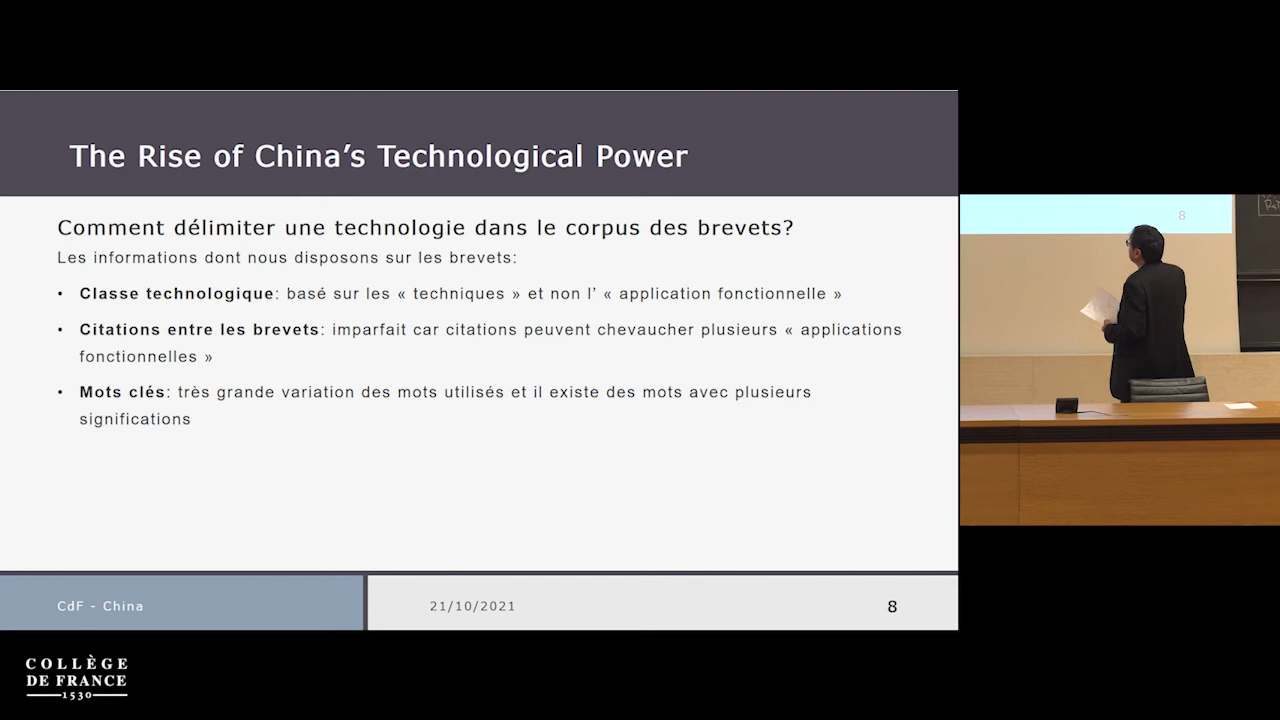 The Rise of China's Technological Power
Comment délimiter une technologie dans le corpus des brevets?
Les informations dont nous disposons sur les brevets:
• Classe technologique: basé sur les « techniques » et non l' « application fonctionnelle »
• Citations entre les brevets: imparfait car citations peuvent chevaucher plusieurs « applications
fonctionnelles »
• Mots clés: très grande variation des mots utilisés et il existe des mots avec plusieurs
significations
CdF - China
21/10/2021
8
8
COLLÈGE
DE FRANCE
1530